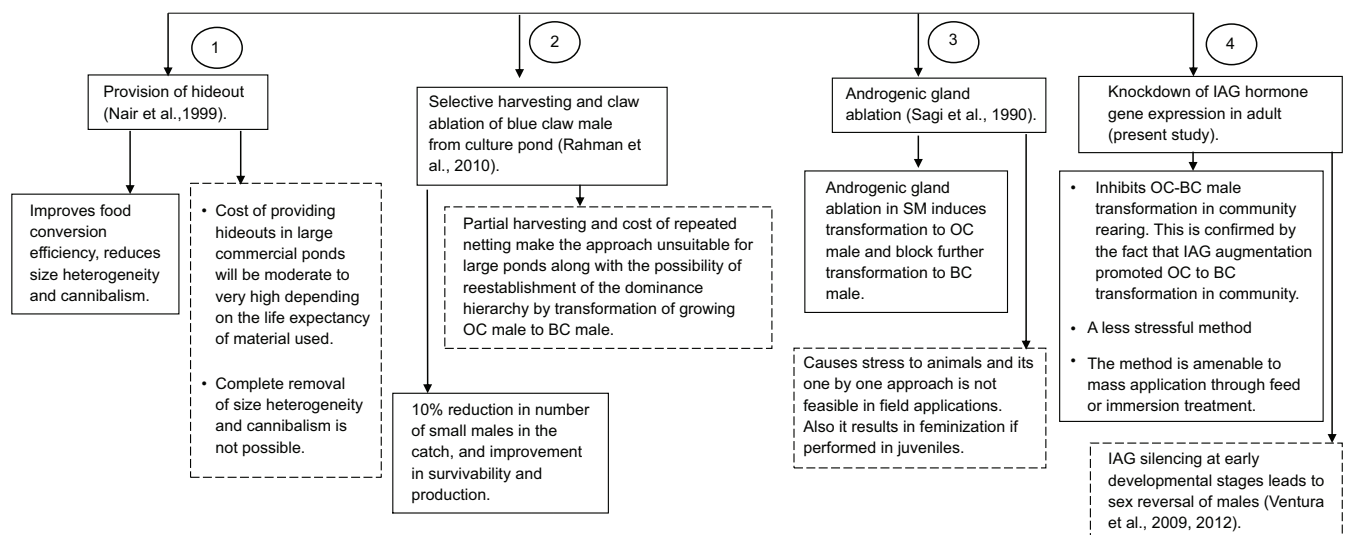 1
Provision of hideout
(Nair et al.,1999).
Improves food
conversion
efficiency, reduces
size heterogeneity
and cannibalism.
• Cost of providing
hideouts in large
commercial ponds
will be moderate to
very high depending
on the life expectancy
of material used.
• Complete removal
of size heterogeneity
and cannibalism is
not possible.
2
Selective harvesting and claw
ablation of blue claw male
from culture pond (Rahman et
al., 2010).
Partial harvesting and cost of repeated
netting make the approach unsuitable for
large ponds along with the possibility of
reestablishment of the dominance
hierarchy by transformation of growing
OC male to BC male.
10% reduction in number
of small males in the
catch, and improvement
in survivability and
production.
3
Androgenic gland
ablation (Sagi et al., 1990).
Androgenic gland
ablation in SM induces
transformation to OC
male and block further
transformation to BC
male.
Causes stress to animals and its
one by one approach is not
feasible in field applications.
Also it results in feminization if
performed in juveniles.
4
Knockdown of IAG hormone
gene expression in adult
(present study).
• Inhibits OC-BC male
transformation in community
rearing. This is confirmed by
the fact that IAG augmentation
promoted OC to BC
transformation in community.
• A less stressful method
• The method is amenable to
mass application through feed
or immersion treatment.
IAG silencing at early
developmental stages leads to
sex reversal of males (Ventura
et al., 2009, 2012).